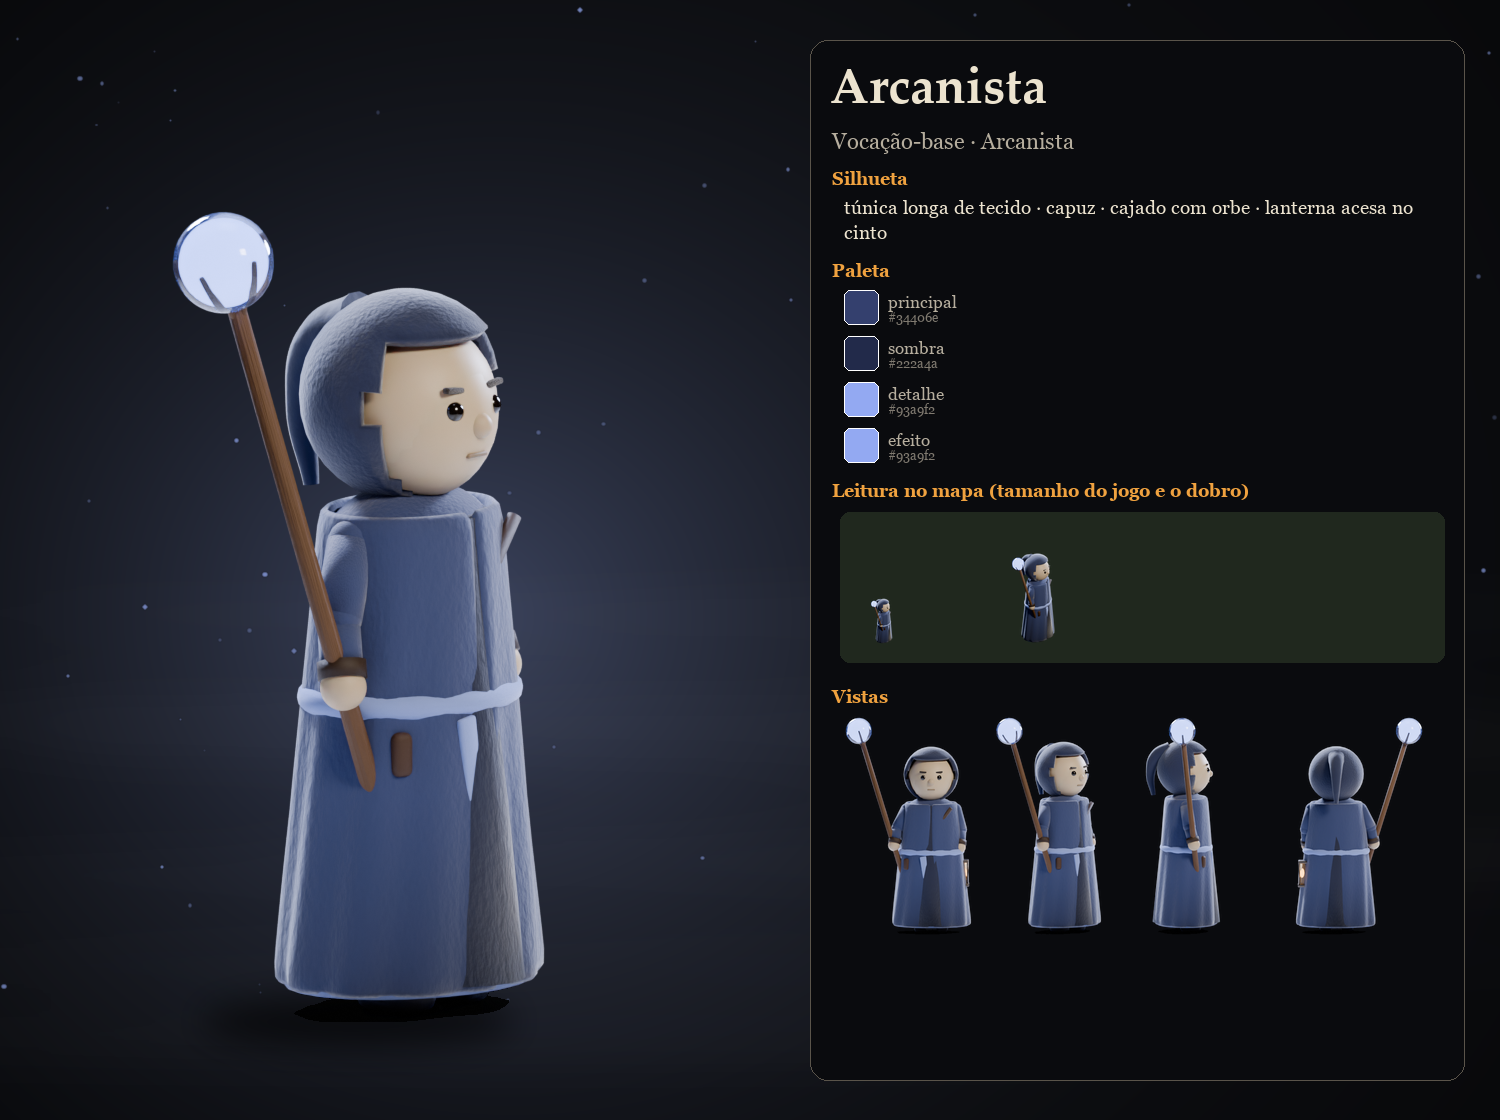 Arcanista
Vocação-base · Arcanista
Silhueta
túnica longa de tecido · capuz · cajado com orbe · lanterna acesa no
cinto
Paleta
principal
#34406e
sombra
#222a4a
detalhe
#93a9f2
efeito
#93a9f2
Leitura no mapa (tamanho do jogo e o dobro)
Vistas